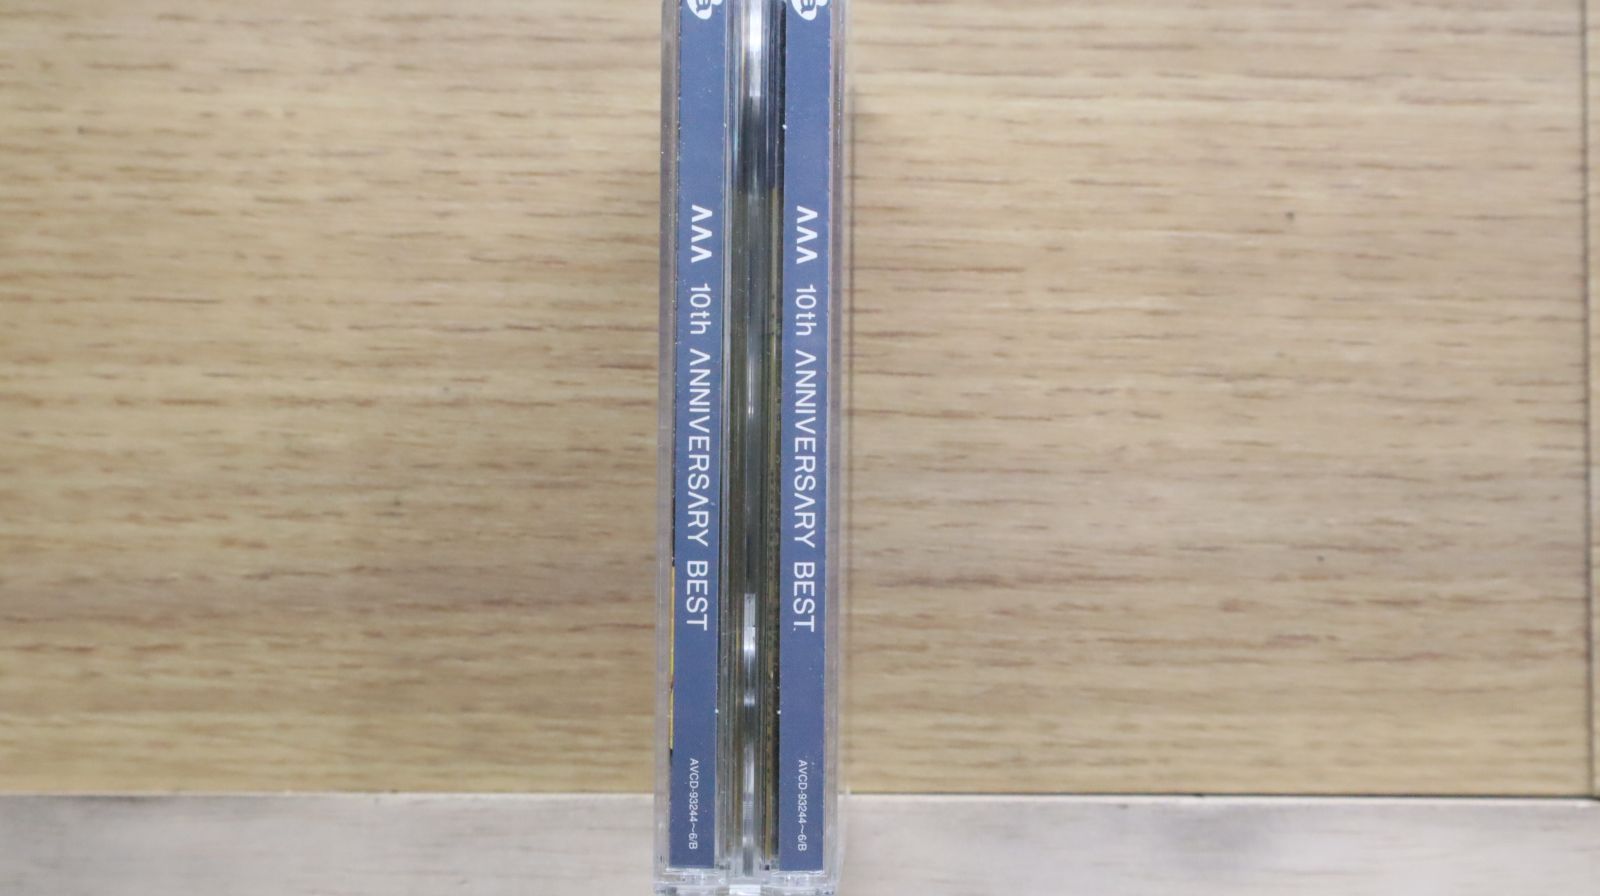 a
AAA 10th ANNIVERSARY BEST
AVCD-93244～6/B
a
AAA 10th ANNIVERSARY BEST
AVCD-93244～6/B